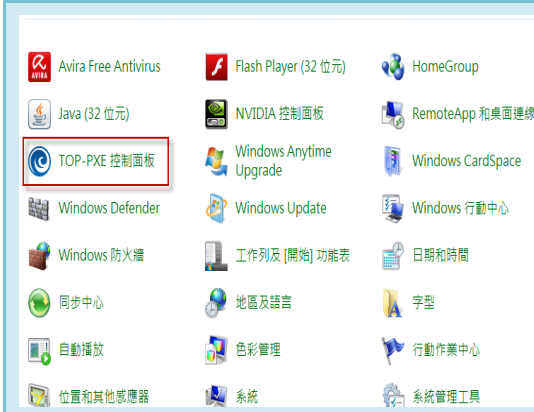 Avira Free Antivirus
Flash Player (32 位元)
HomeGroup
AVIRA
Java (32 位元)
NVIDIA 控制面板
RemoteApp 和桌面連線
TOP-PXE 控制面板
Windows Anytime
Upgrade
Windows CardSpace
Windows Defender
Windows Update
Windows 行動中心
Windows 防火牆
工作列及 [開始] 功能表
日期和時間
同步中心
地區及語言
字型
自動播放
色彩管理
行動作業中心
位置和其他感應器
系統
系統管理工具